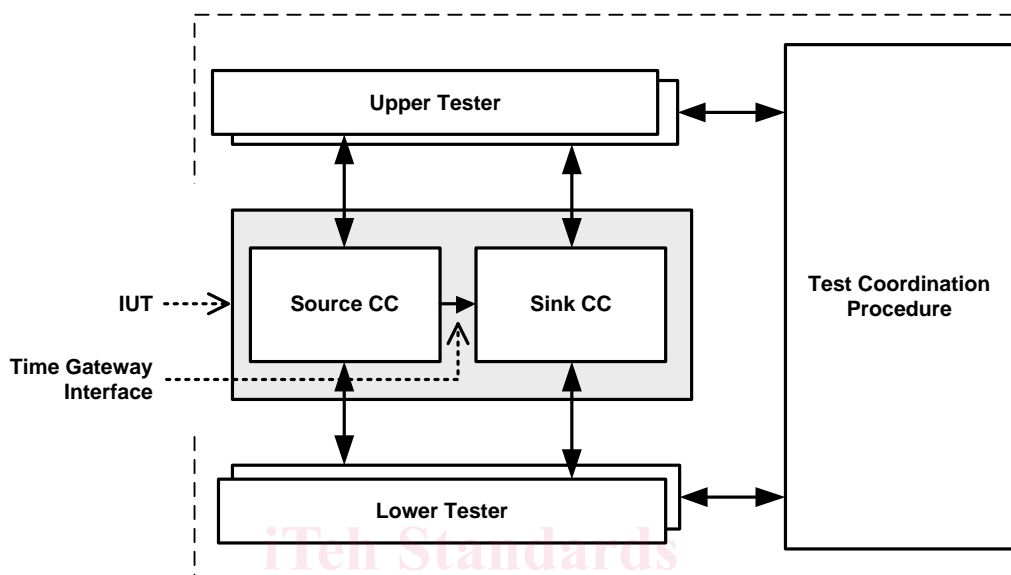 Upper Tester
Test Coordination
Procedure
IUT
Source CC
Sink CC
Time Gateway
Interface
Lower Tester
iTeh Standards